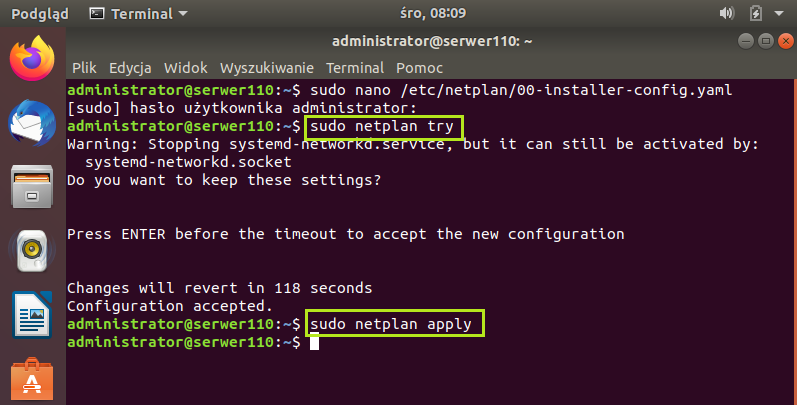 Podgląd Terminal śro, 08:09
administrator@serwer110: ~
Plik Edycja Widok Wyszukiwanie Terminal Pomoc
administrator@serwer110:~$ sudo nano /etc/netplan/00-installer-config.yaml
[sudo] hasło użytkownika administrator:
administrator@serwer110:~$ sudo netplan try
Warning: Stopping systemd-networkd.service, but it can still be activated by:
  systemd-networkd.socket
Do you want to keep these settings?
Press ENTER before the timeout to accept the new configuration
Changes will revert in 118 seconds
Configuration accepted.
administrator@serwer110:~$ sudo netplan apply
administrator@serwer110:~$